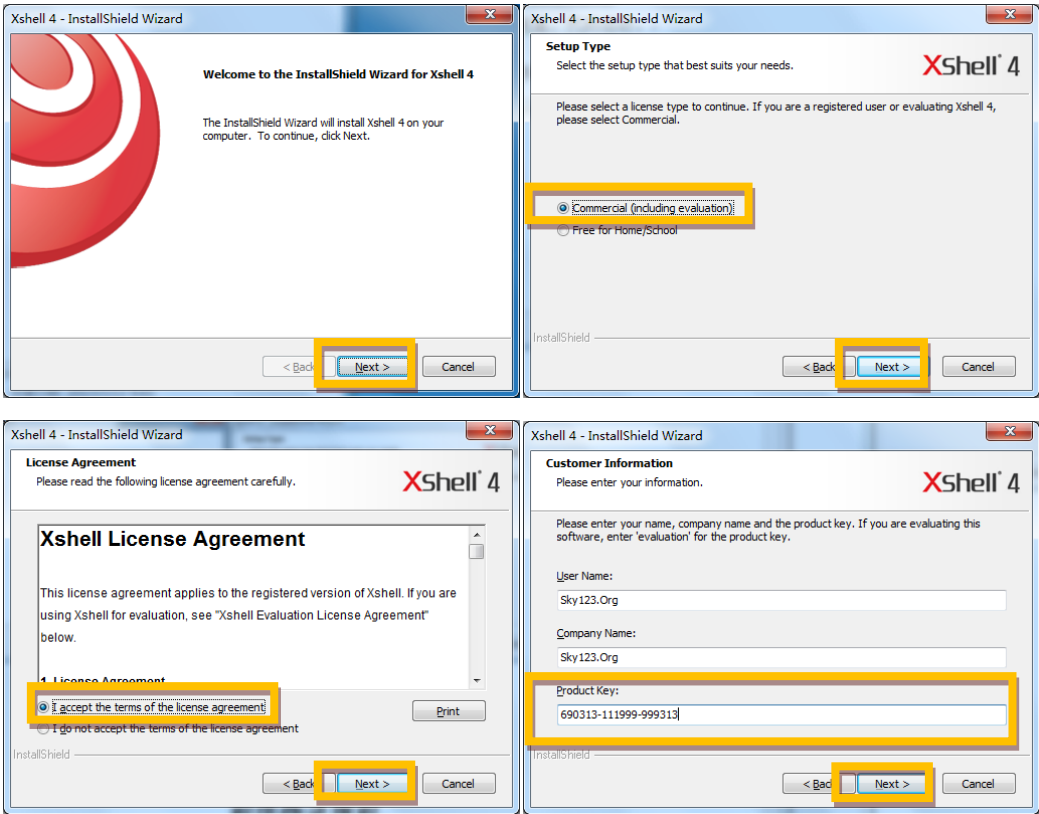 Xshell 4 - InstallShield Wizard
Welcome to the InstallShield Wizard for Xshell 4
The InstallShield Wizard will install Xshell 4 on your
computer. To continue, click Next.
Next >
Cancel
Xshell 4 - InstallShield Wizard
Setup Type
Select the setup type that best suits your needs.
XShell 4
Please select a license type to continue. If you are a registered user or evaluating Xshell 4,
please select Commercial.
Commercial (including evaluation)
Free for Home/School
InstallShield
Next >
Cancel
Xshell 4 - InstallShield Wizard
License Agreement
Please read the following license agreement carefully.
XShell 4
Xshell License Agreement
This license agreement applies to the registered version of Xshell. If you are
using Xshell for evaluation, see "Xshell Evaluation License Agreement"
below.
1. License Agreement
I accept the terms of the license agreement
I do not accept the terms of the license agreement
Print
InstallShield
Next >
Cancel
Xshell 4 - InstallShield Wizard
Customer Information
Please enter your information.
XShell 4
Please enter your name, company name and the product key. If you are evaluating this
software, enter 'evaluation' for the product key.
User Name:
Sky123.Org
Company Name:
Sky123.Org
Product Key:
690313-111999-999313
InstallShield
Next >
Cancel